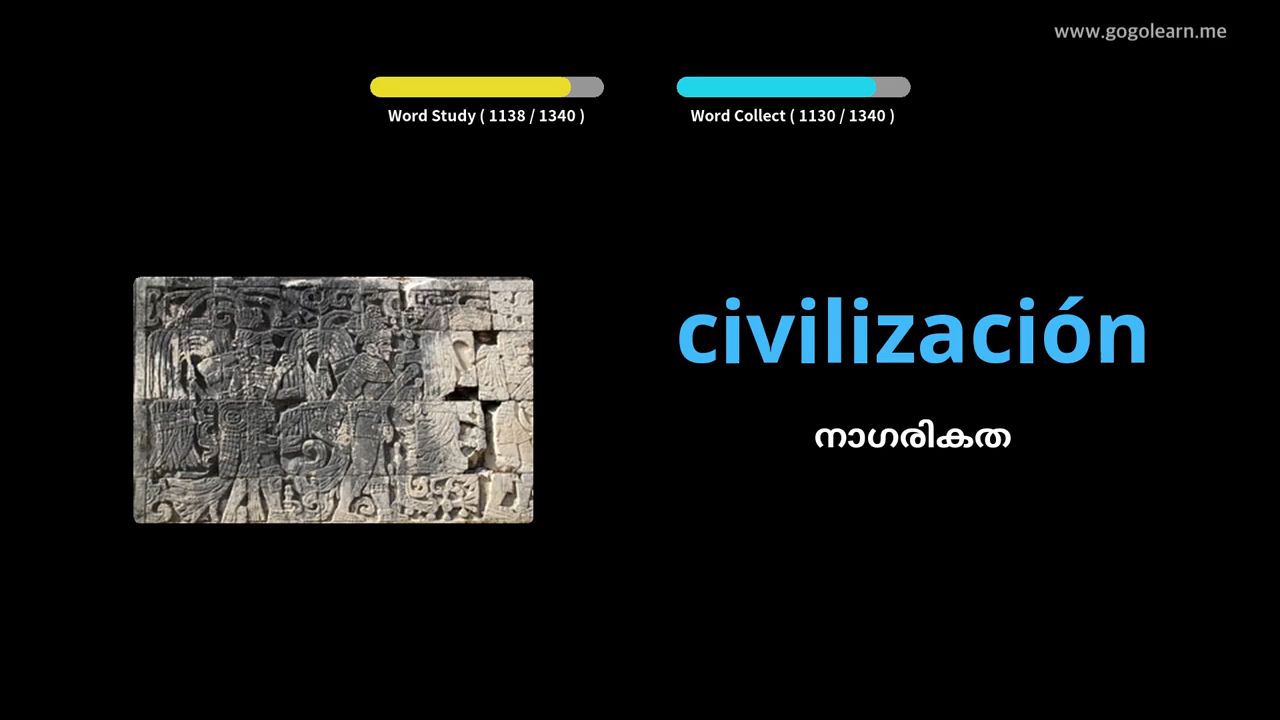 www.gogolearn.me
Word Study ( 1138 / 1340 )
Word Collect ( 1130 / 1340 )
civilización
നാഗരികത